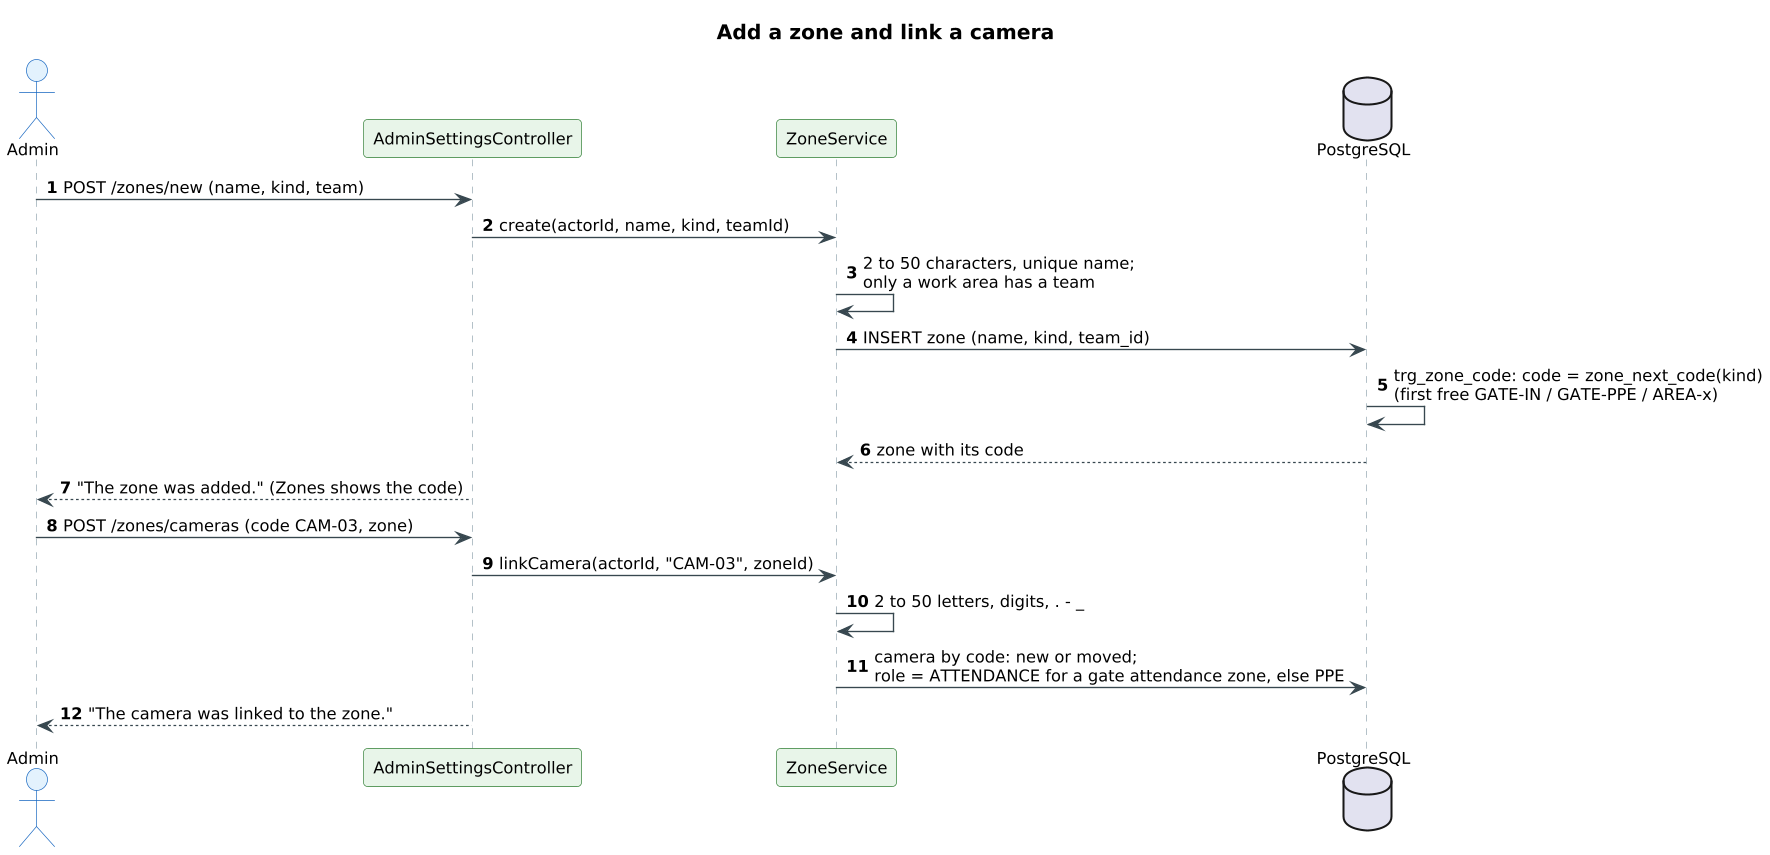 Add a zone and link a camera
Admin
AdminSettingsController
ZoneService
PostgreSQL
1 POST /zones/new (name, kind, team)
2 create(actorId, name, kind, teamId)
3 2 to 50 characters, unique name;
only a work area has a team
4 INSERT zone (name, kind, team_id)
5 trg_zone_code: code = zone_next_code(kind)
(first free GATE-IN / GATE-PPE / AREA-x)
6 zone with its code
7 "The zone was added." (Zones shows the code)
8 POST /zones/cameras (code CAM-03, zone)
9 linkCamera(actorId, "CAM-03", zoneId)
10 2 to 50 letters, digits, . - _
11 camera by code: new or moved;
role = ATTENDANCE for a gate attendance zone, else PPE
12 "The camera was linked to the zone."
Admin
AdminSettingsController
ZoneService
PostgreSQL